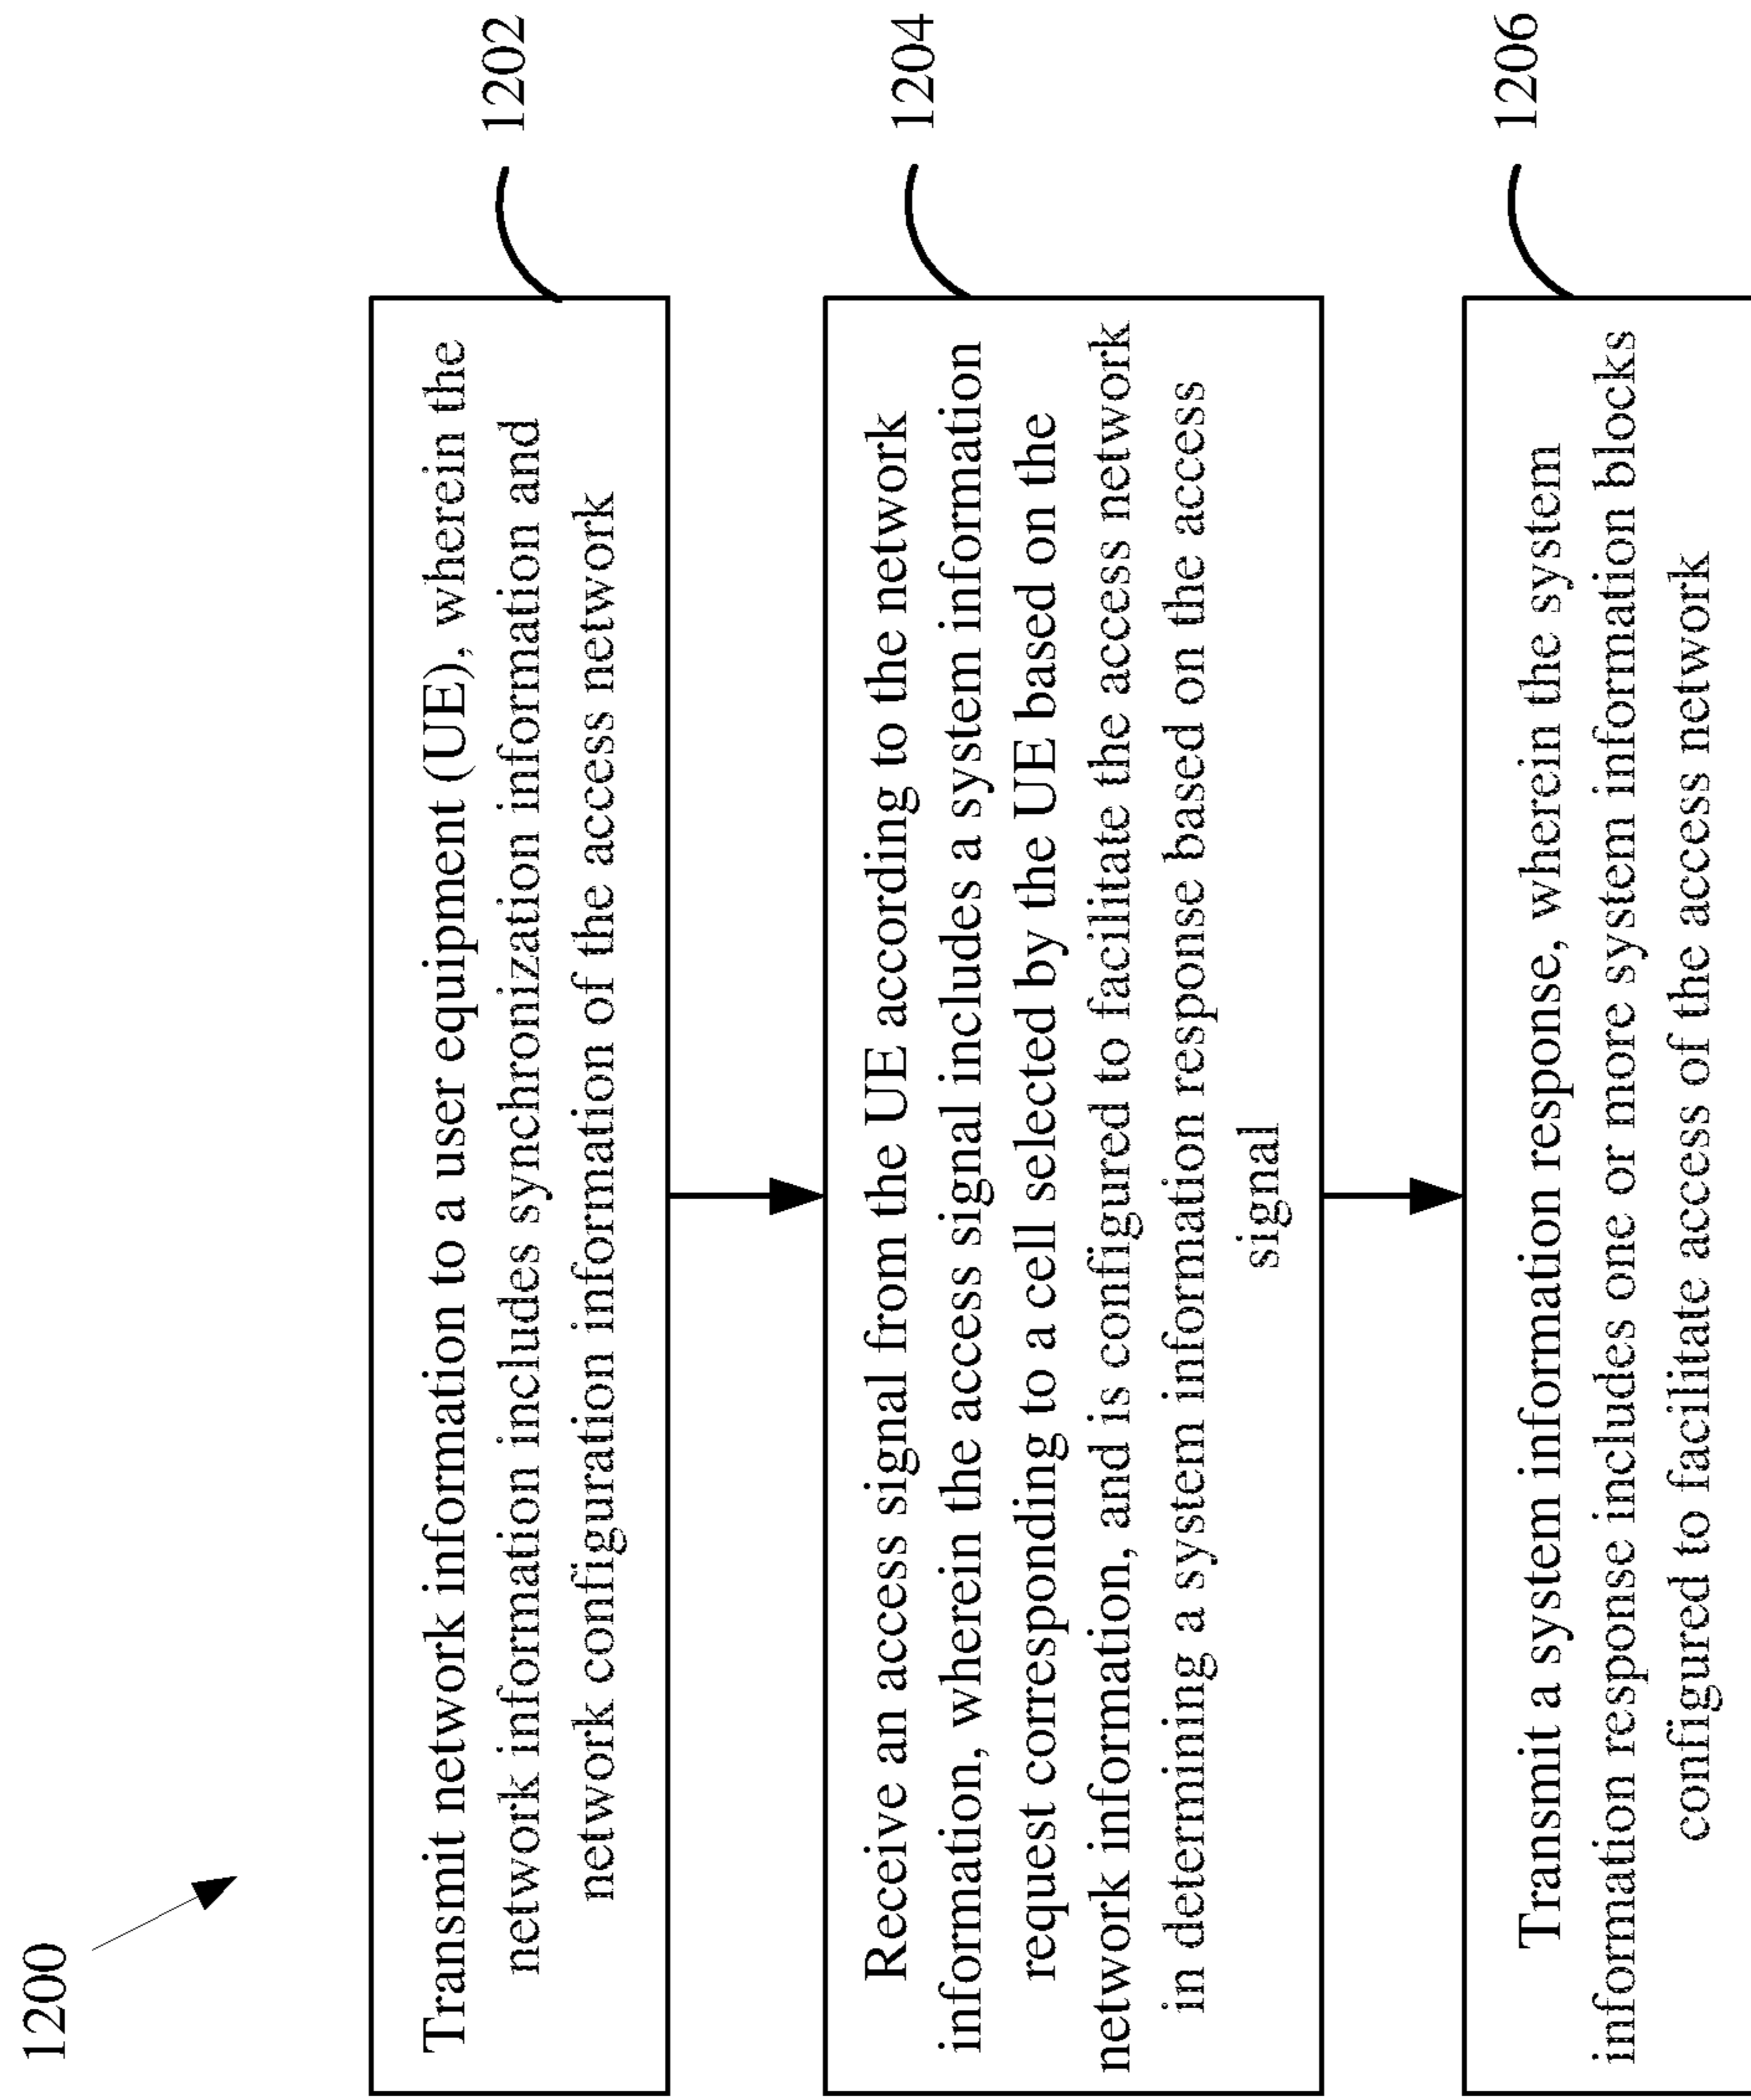 1200
Transmit network information to a user equipment (UE), wherein the
network information includes synchronization information and
network configuration information of the access network
1202
Receive an access signal from the UE according to the network
information, wherein the access signal includes a system information
request corresponding to a cell selected by the UE based on the
network information, and is configured to facilitate the access network
in determining a system information response based on the access
signal
1204
Transmit a system information response, wherein the system
information response includes one or more system information blocks
configured to facilitate access of the access network
1206